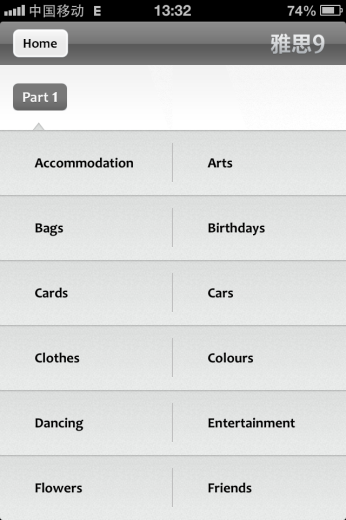 中国移动 E 13:32 74%
Home 雅思9
Part 1
Accommodation Arts
Bags Birthdays
Cards Cars
Clothes Colours
Dancing Entertainment
Flowers Friends